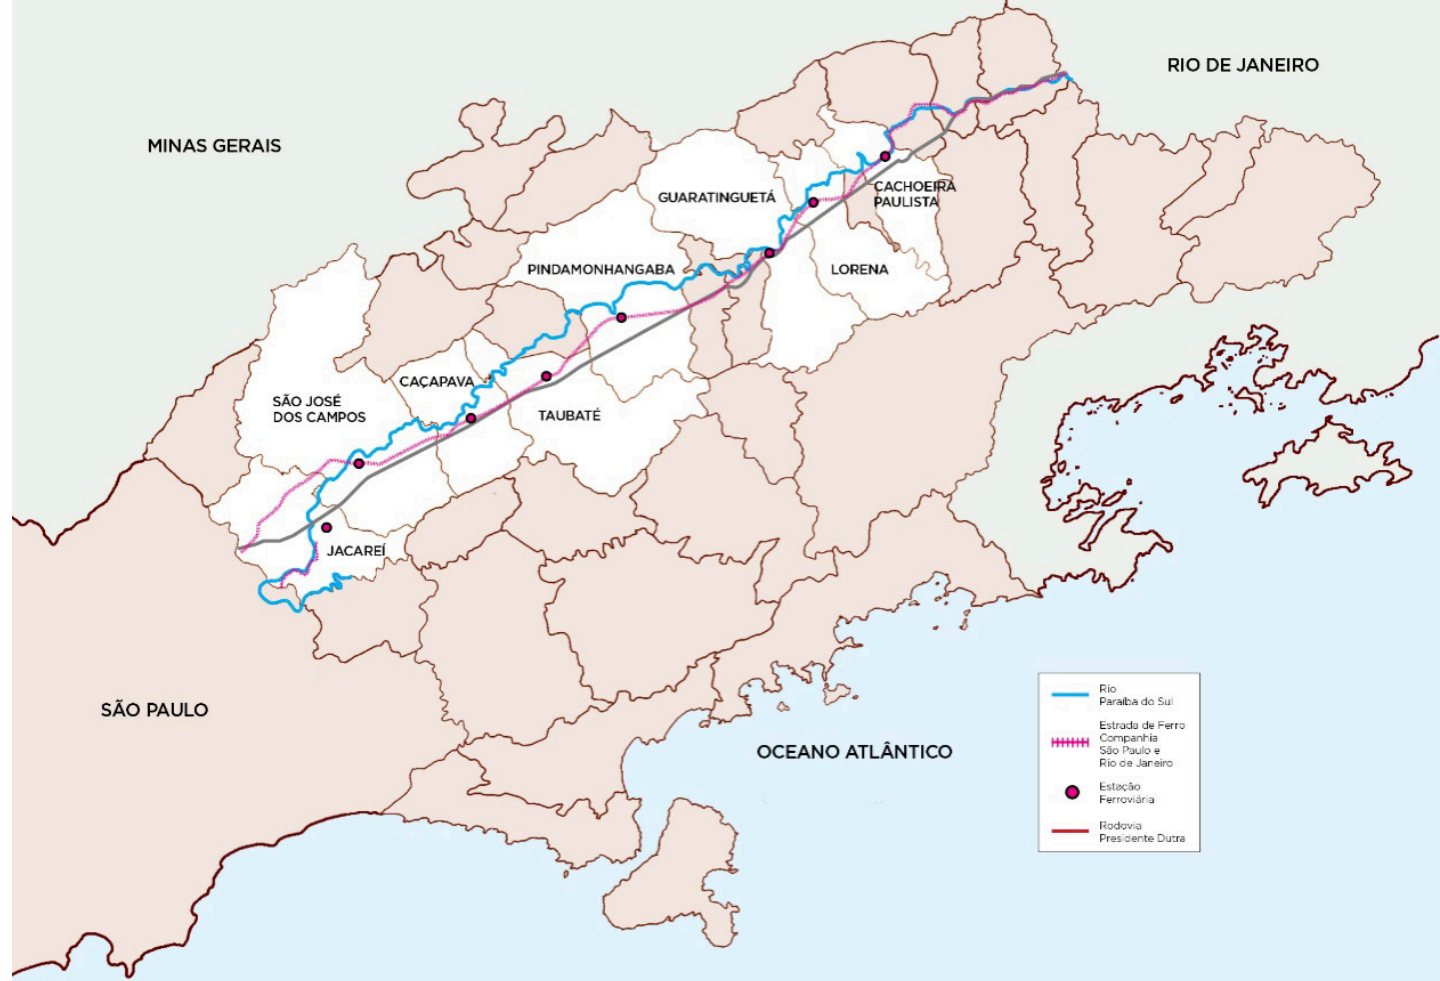 RIO DE JANEIRO
MINAS GERAIS
GUARATINGUETÁ
CACHOEIRA
PAULISTA
PINDAMONHANGABA
LORENA
CAÇAPAVA
SÃO JOSÉ
DOS CAMPOS
TAUBATÉ
JACAREÍ
SÃO PAULO
OCEANO ATLÂNTICO
Rio
Paraíba do Sul
Estrada de Ferro
Companhia
São Paulo e
Rio de Janeiro
Estação
Ferroviária
Rodovia
Presidente Dutra